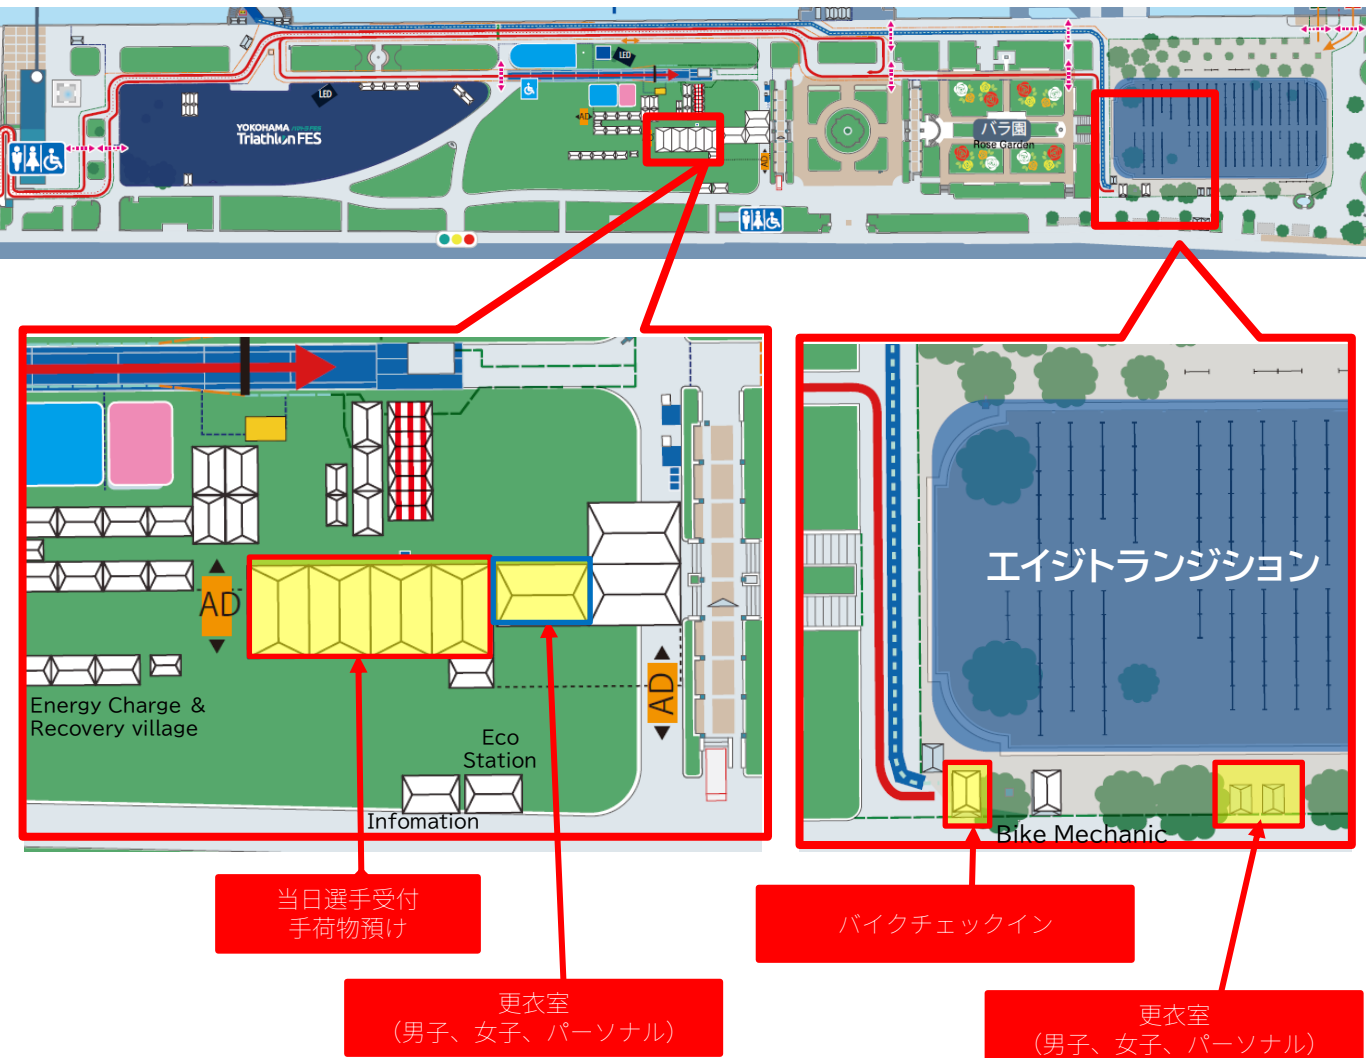 LED
LED
YOKOHAMA
Triathlon FES
AD
AD
バラ園
Rose Garden
AD
AD
Energy Charge &
Recovery village
Eco
Station
Infomation
エイジトランジション
Bike Mechanic
当日選手受付
手荷物預け
バイクチェックイン
更衣室
(男子、女子、パーソナル)
更衣室
(男子、女子、パーソナル)